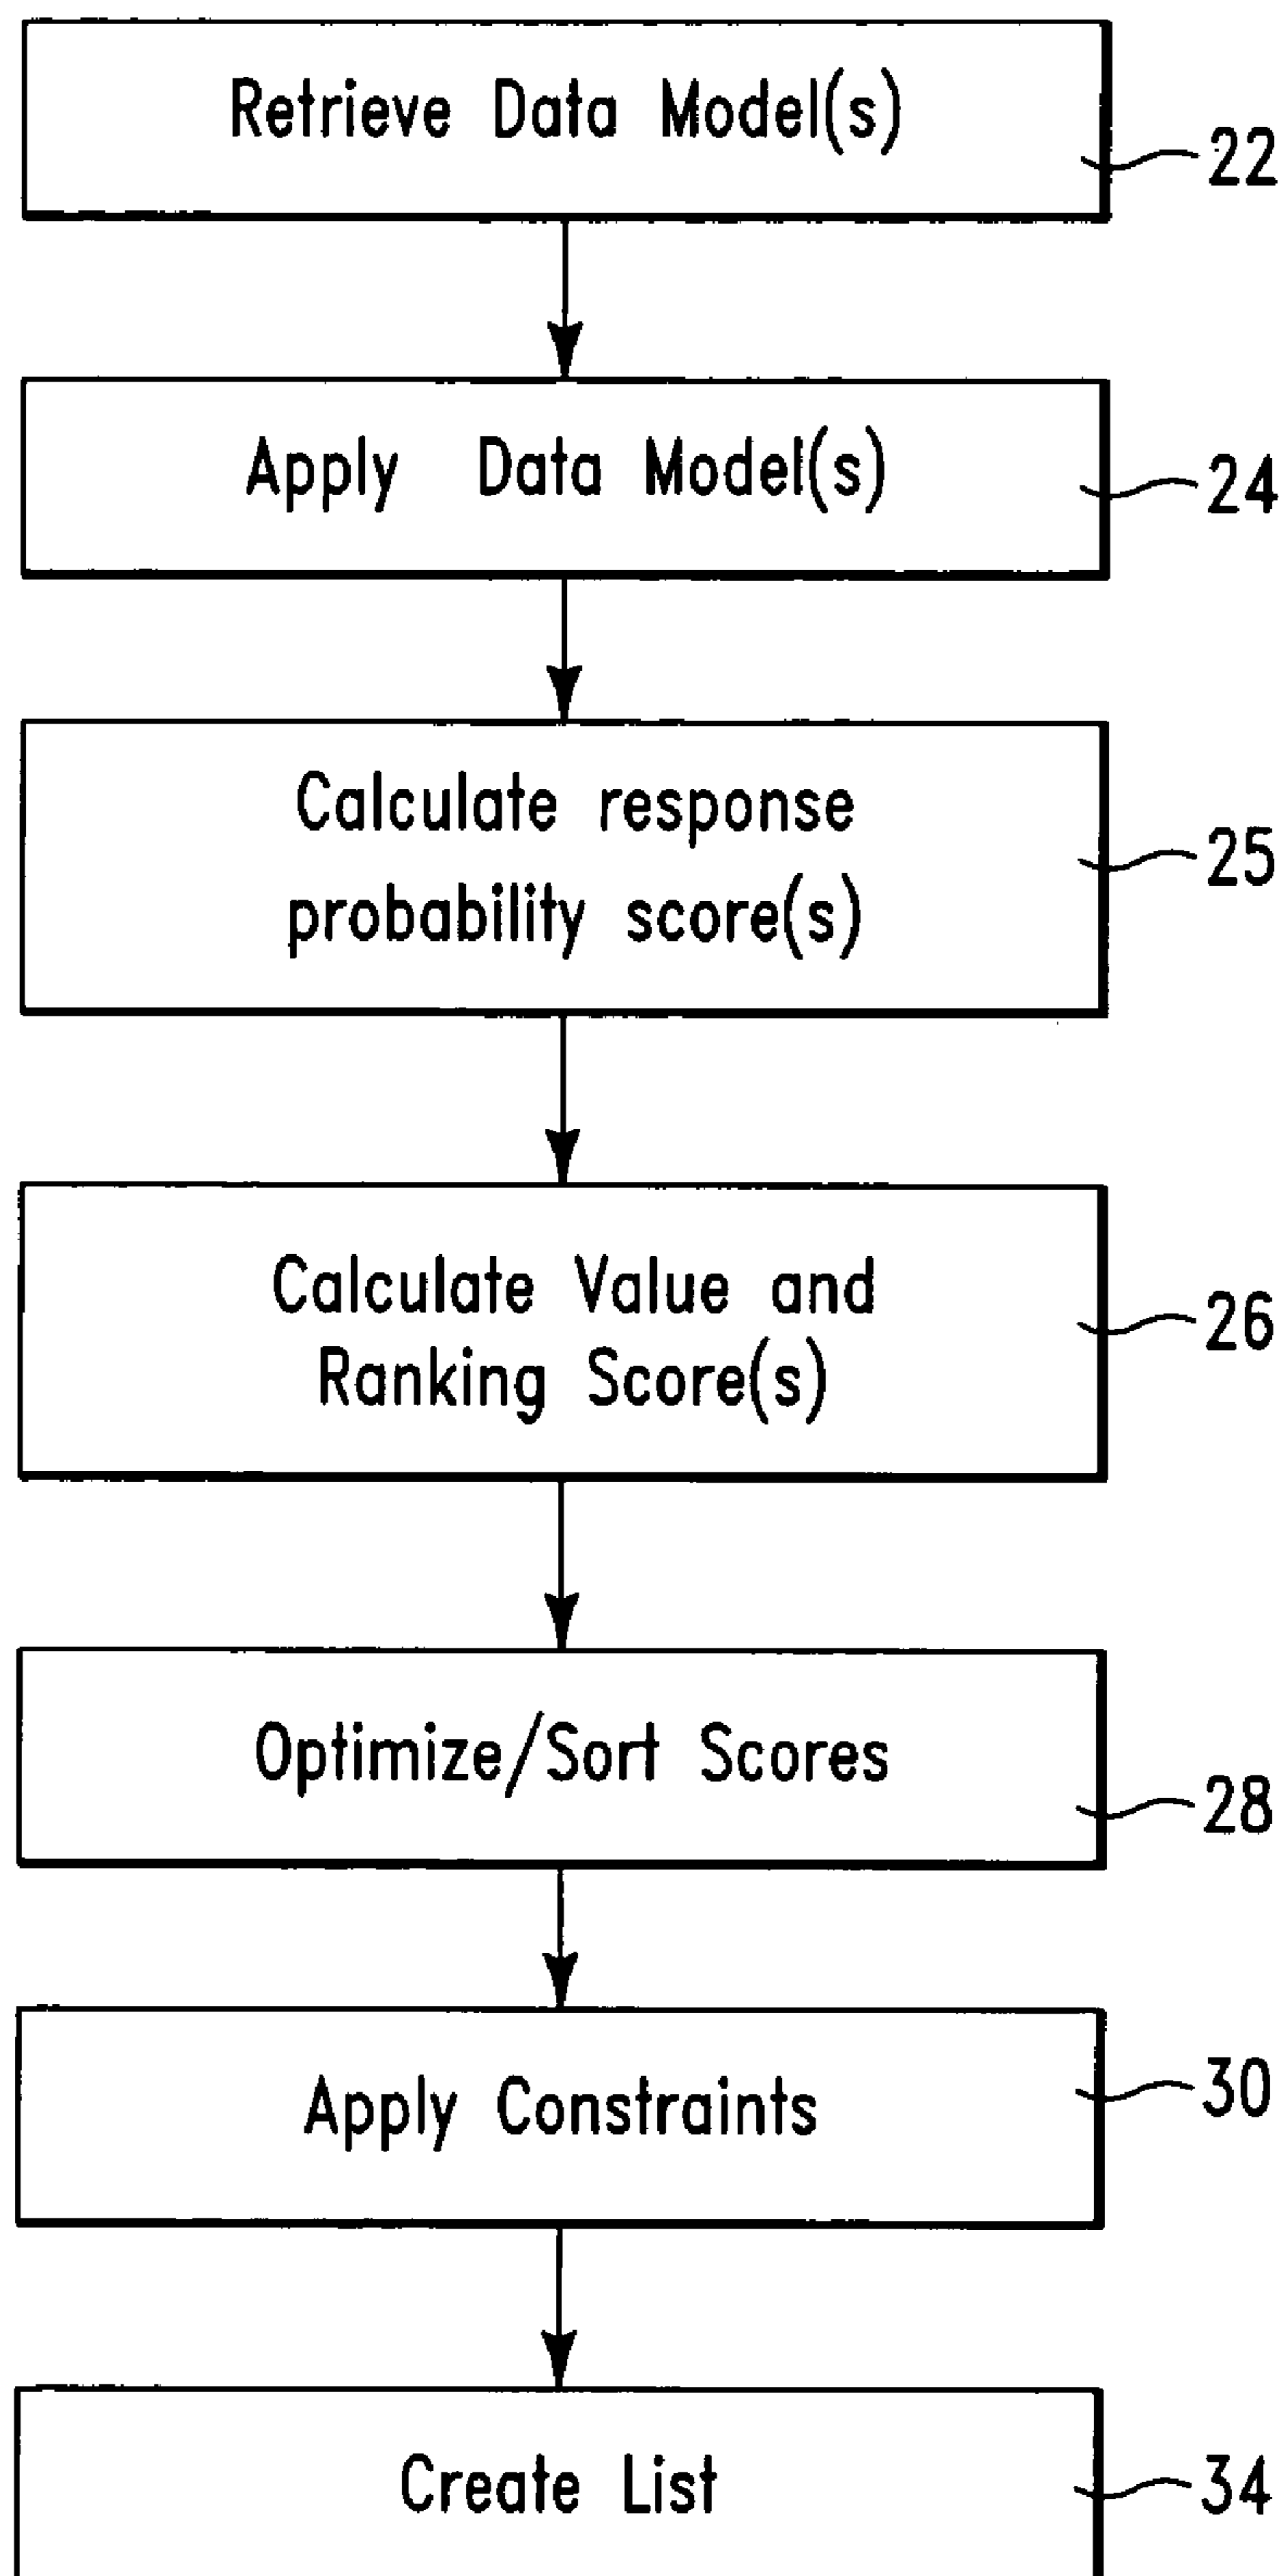 Retrieve Data Model(s)
22
Apply Data Model(s)
24
Calculate response
probability score(s)
25
Calculate Value and
Ranking Score(s)
26
Optimize/Sort Scores
28
Apply Constraints
30
Create List
34